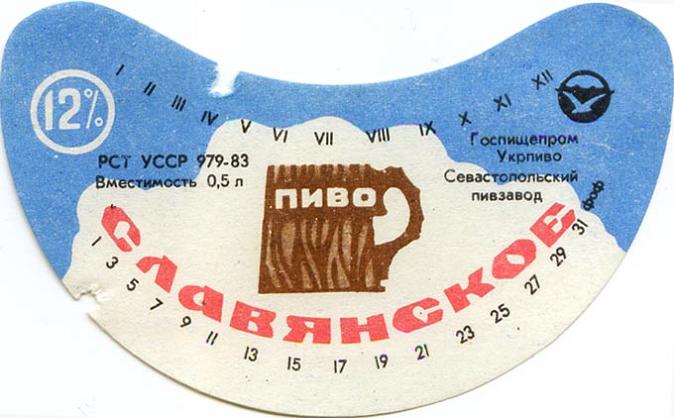 12%
I II III IV V VI VII VIII IX X XI XII
РСТ УССР 979-83
Вместимость 0,5 л
Госпищепром
Укрпиво
Севастопольский
пивзавод
ПИВО
СЛАВЯНСКОЕ
1 3 5 7 9 11 13 15 17 19 21 23 25 27 29 31 фоф